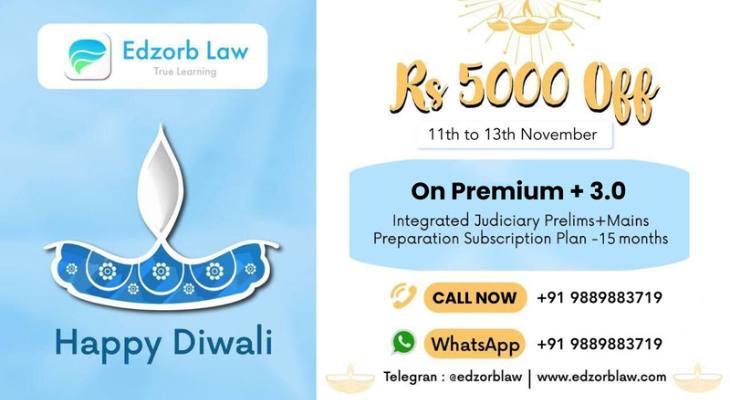 Edzorb Law
True Learning
Happy Diwali
Rs 5000 Off
11th to 13th November
On Premium + 3.0
Integrated Judiciary Prelims+Mains
Preparation Subscription Plan -15 months
CALL NOW +91 9889883719
WhatsApp +91 9889883719
Telegran : @edzorblaw | www.edzorblaw.com